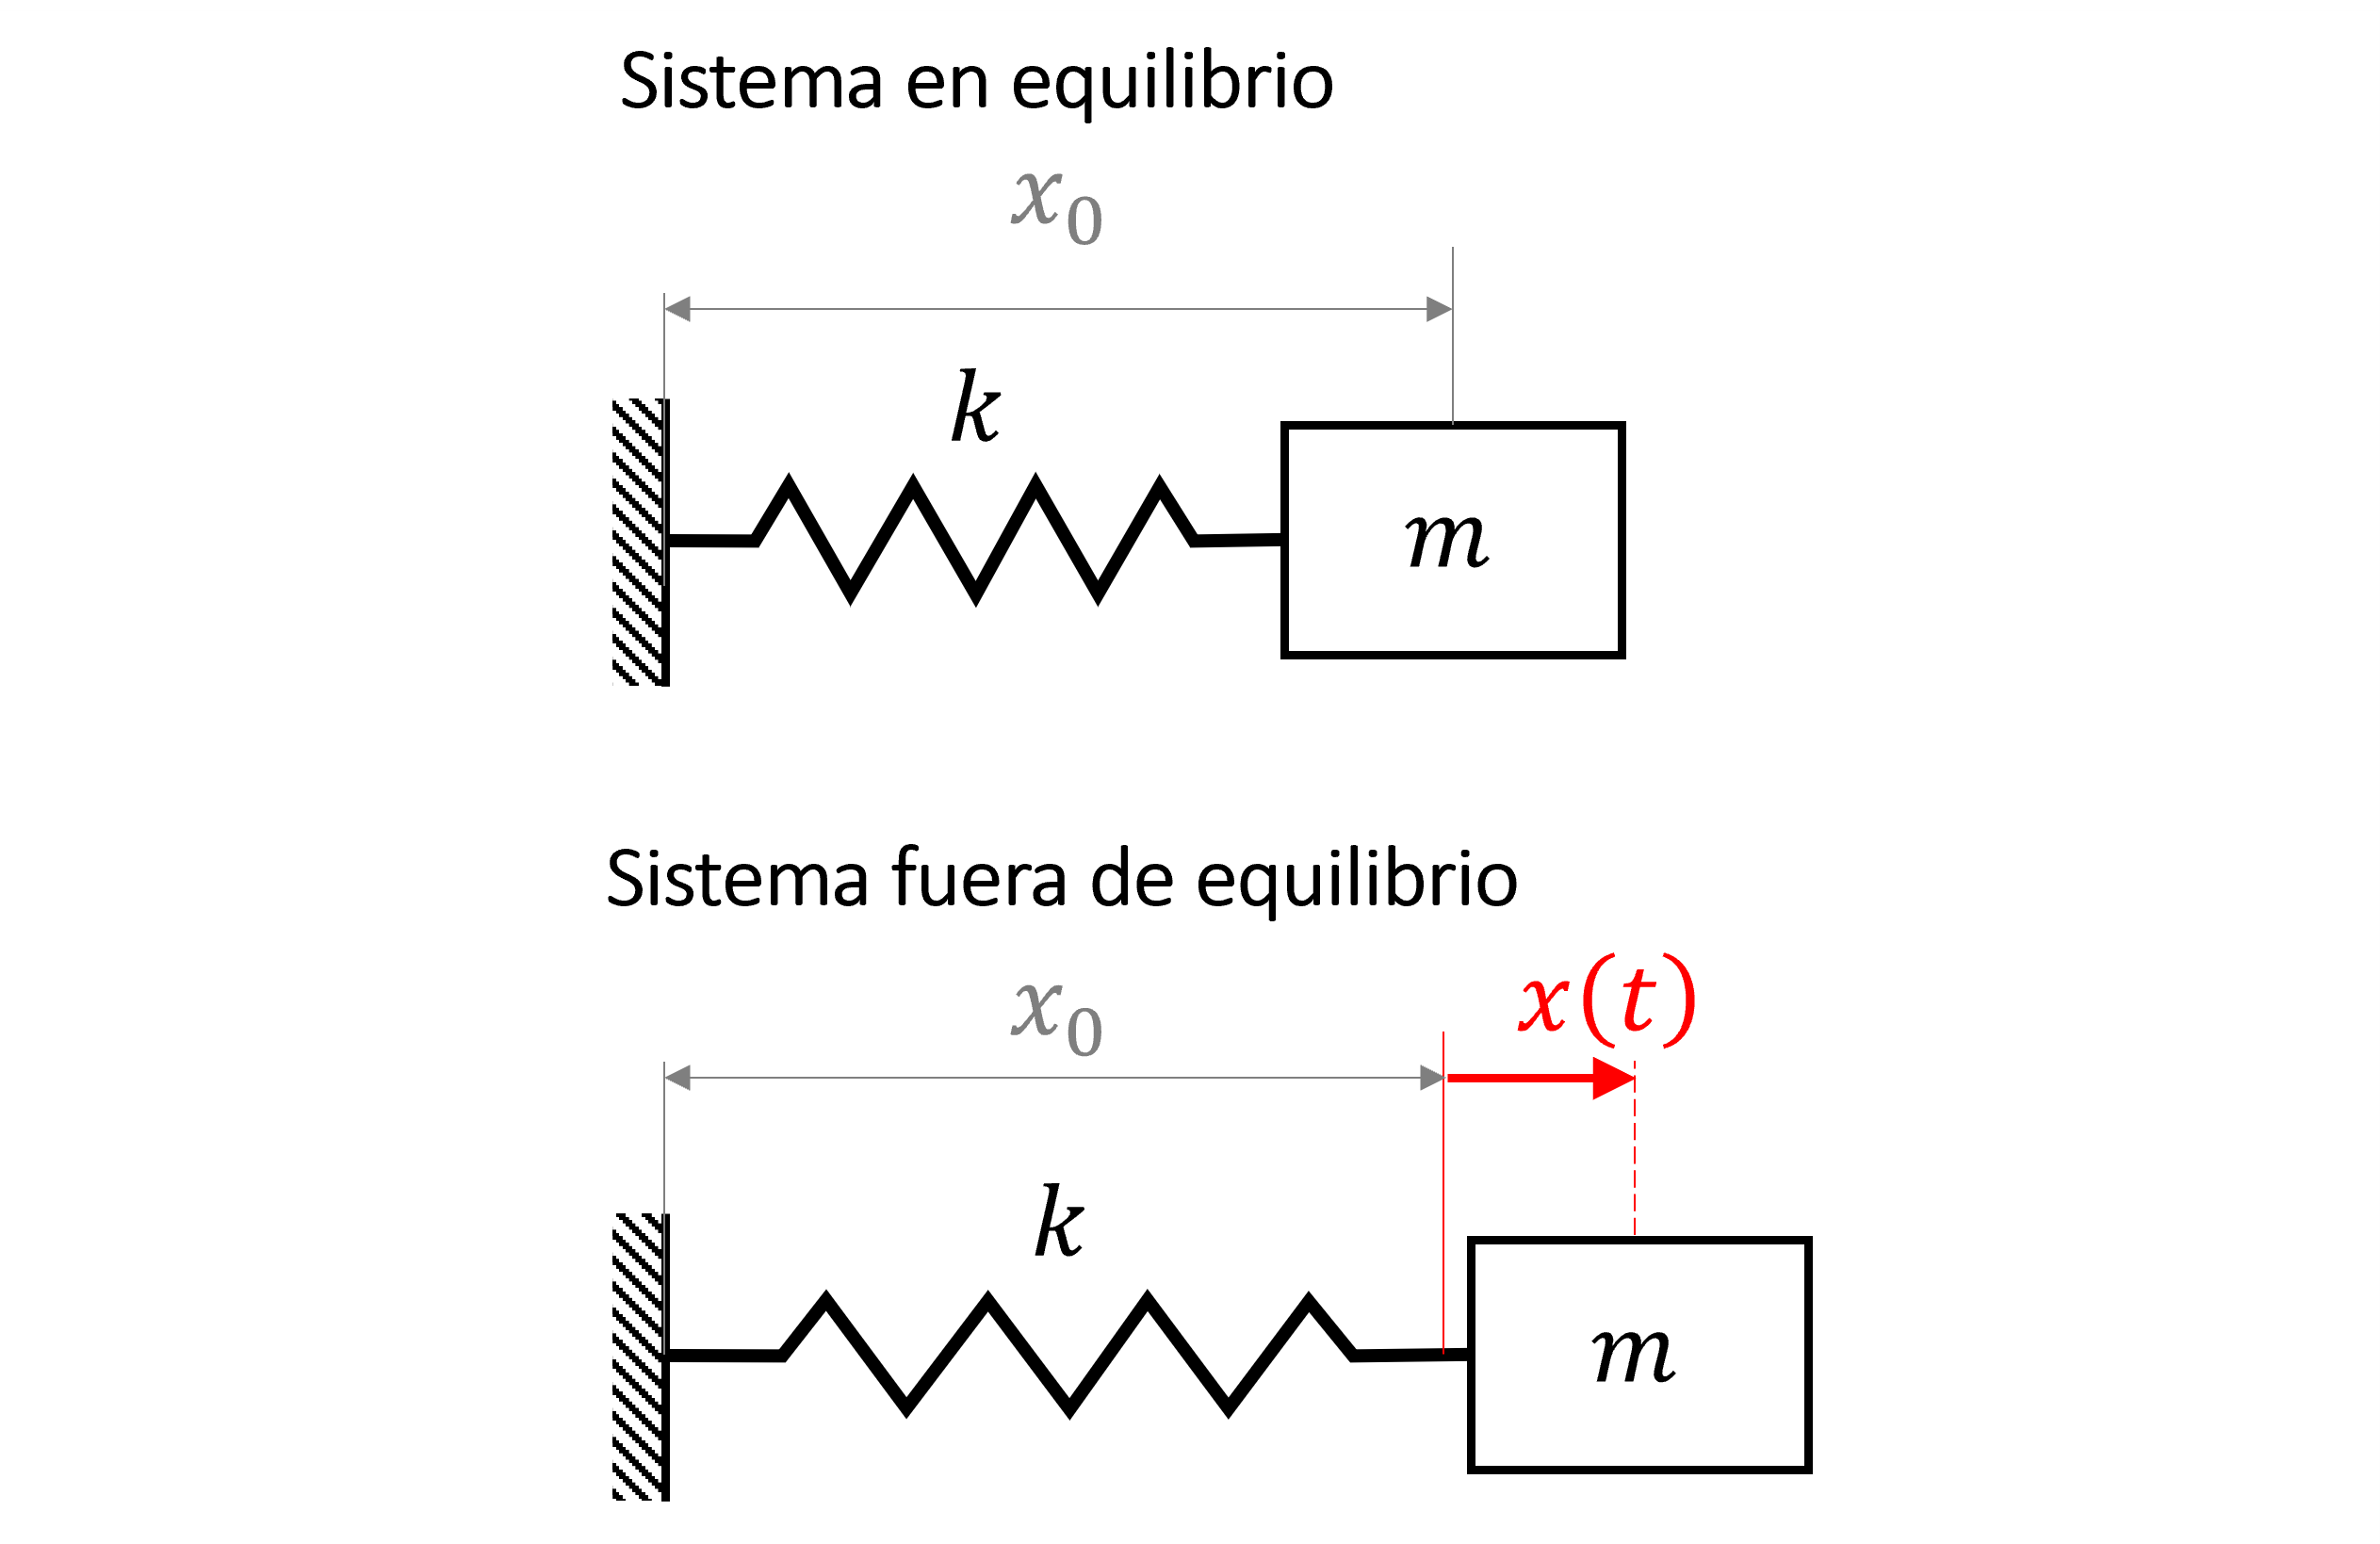 Sistema en equilibrio
x₀
k
m
Sistema fuera de equilibrio
x₀ x(t)
k
m